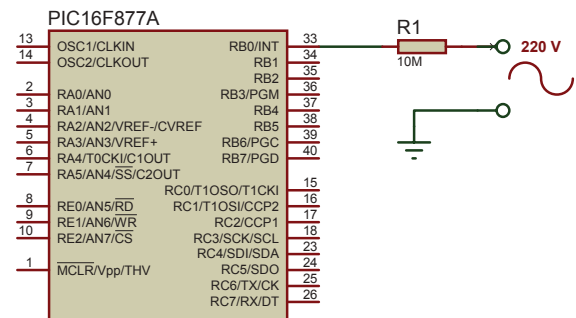 PIC16F877A
13 OSC1/CLKIN
14 OSC2/CLKOUT
2 RA0/AN0
3 RA1/AN1
4 RA2/AN2/VREF-/CVREF
5 RA3/AN3/VREF+
6 RA4/T0CKI/C1OUT
7 RA5/AN4/SS/C2OUT
8 RE0/AN5/RD
9 RE1/AN6/WR
10 RE2/AN7/CS
1 MCLR/Vpp/THV
RB0/INT 33
RB1 34
RB2 35
RB3/PGM 36
RB4 37
RB5 38
RB6/PGC 39
RB7/PGD 40
RC0/T1OSO/T1CKI 15
RC1/T1OSI/CCP2 16
RC2/CCP1 17
RC3/SCK/SCL 18
RC4/SDI/SDA 23
RC5/SDO 24
RC6/TX/CK 25
RC7/RX/DT 26
R1
10M
220 V